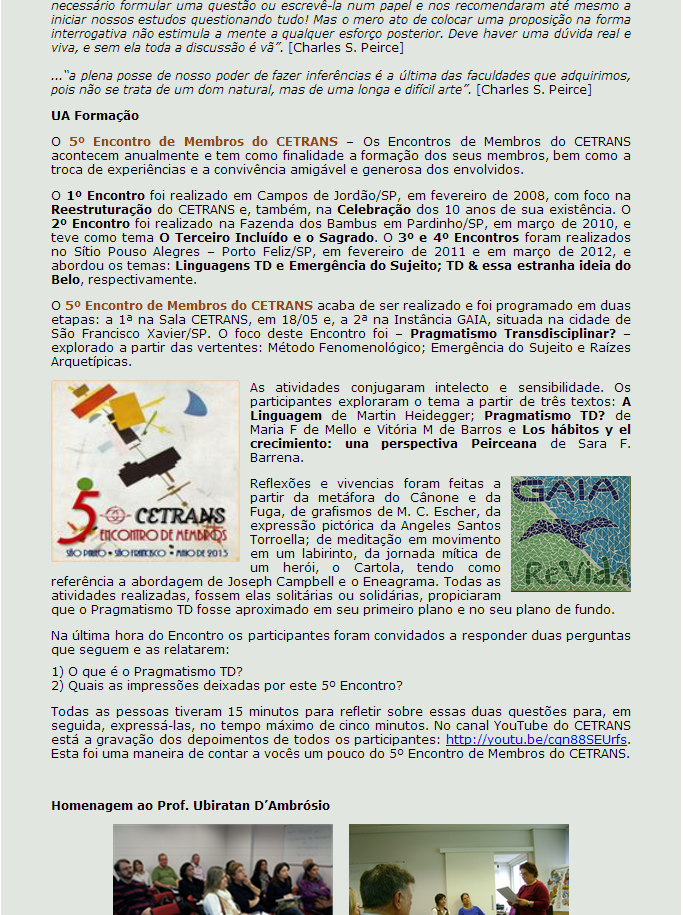 necessário formular uma questão ou escrevê-la num papel e nos recomendaram até mesmo a
iniciar nossos estudos questionando tudo! Mas o mero ato de colocar uma proposição na forma
interrogativa não estimula a mente a qualquer esforço posterior. Deve haver uma dúvida real e
viva, e sem ela toda a discussão é vã”. [Charles S. Peirce]
...“a plena posse de nosso poder de fazer inferências é a última das faculdades que adquirimos,
pois não se trata de um dom natural, mas de uma longa e difícil arte”. [Charles S. Peirce]
UA Formação
O 5º Encontro de Membros do CETRANS – Os Encontros de Membros do CETRANS
acontecem anualmente e tem como finalidade a formação dos seus membros, bem como a
troca de experiências e a convivência amigável e generosa dos envolvidos.
O 1º Encontro foi realizado em Campos de Jordão/SP, em fevereiro de 2008, com foco na
Reestruturação do CETRANS e, também, na Celebração dos 10 anos de sua existência. O
2º Encontro foi realizado na Fazenda dos Bambus em Pardinho/SP, em março de 2010, e
teve como tema O Terceiro Incluído e o Sagrado. O 3º e 4º Encontros foram realizados
no Sítio Pouso Alegres – Porto Feliz/SP, em fevereiro de 2011 e em março de 2012, e
abordou os temas: Linguagens TD e Emergência do Sujeito; TD & essa estranha ideia do
Belo, respectivamente.
O 5º Encontro de Membros do CETRANS acaba de ser realizado e foi programado em duas
etapas: a 1ª na Sala CETRANS, em 18/05 e, a 2ª na Instância GAIA, situada na cidade de
São Francisco Xavier/SP. O foco deste Encontro foi – Pragmatismo Transdisciplinar? –
explorado a partir das vertentes: Método Fenomenológico; Emergência do Sujeito e Raízes
Arquetípicas.
5
CETRANS
ENCONTRO DE MEMBROS
SÃO PAULO • SÃO FRANCISCO • MAIO DE 2013
As atividades conjugaram intelecto e sensibilidade. Os
participantes exploraram o tema a partir de três textos: A
Linguagem de Martin Heidegger; Pragmatismo TD? de
Maria F de Mello e Vitória M de Barros e Los hábitos y el
crecimiento: una perspectiva Peirceana de Sara F.
Barrena.
Reflexões e vivencias foram feitas a
partir da metáfora do Cânone e da
Fuga, de grafismos de M. C. Escher, da
expressão pictórica da Angeles Santos
Torroella; de meditação em movimento
em um labirinto, da jornada mítica de
um herói, o Cartola, tendo como
GAIA
ReVida
referência a abordagem de Joseph Campbell e o Eneagrama. Todas as
atividades realizadas, fossem elas solitárias ou solidárias, propiciaram
que o Pragmatismo TD fosse aproximado em seu primeiro plano e no seu plano de fundo.
Na última hora do Encontro os participantes foram convidados a responder duas perguntas
que seguem e as relatarem:
1) O que é o Pragmatismo TD?
2) Quais as impressões deixadas por este 5º Encontro?
Todas as pessoas tiveram 15 minutos para refletir sobre essas duas questões para, em
seguida, expressá-las, no tempo máximo de cinco minutos. No canal YouTube do CETRANS
está a gravação dos depoimentos de todos os participantes: http://youtu.be/cqn88SEUrfs.
Esta foi uma maneira de contar a vocês um pouco do 5º Encontro de Membros do CETRANS.
Homenagem ao Prof. Ubiratan D’Ambrósio